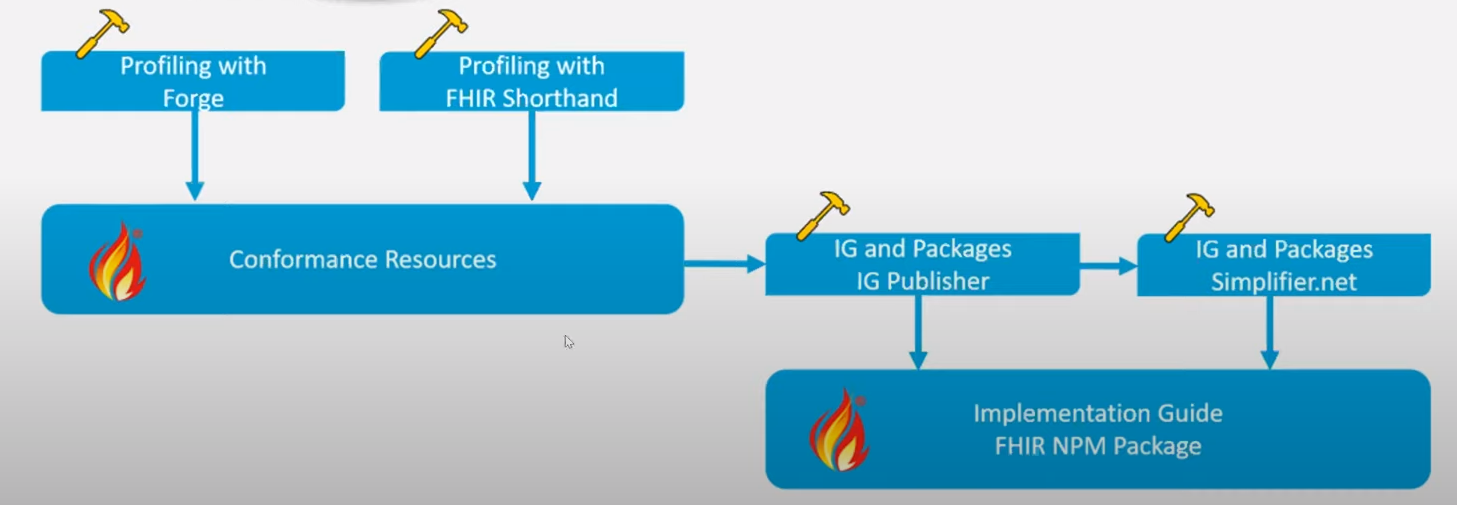 Profiling with
Forge
Profiling with
FHIR Shorthand
Conformance Resources
IG and Packages
IG Publisher
IG and Packages
Simplifier.net
Implementation Guide
FHIR NPM Package